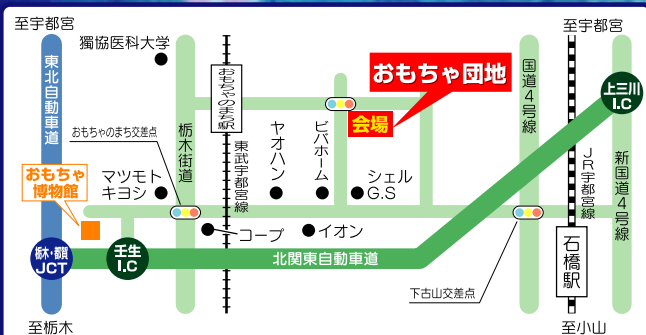 至宇都宮
至宇都宮
獨協医科大学
おもちゃのまち駅
おもちゃ団地
会場
国道4号線
上三川
I.C
東北自動車道
おもちゃのまち交差点
栃木街道
東武宇都宮線
ヤオハン
ビバホーム
シェル
G.S
JR宇都宮線
新国道4号線
おもちゃ
博物館
マツモト
キヨシ
コープ
イオン
石橋駅
栃木・都賀
JCT
壬生
I.C
北関東自動車道
下古山交差点
至栃木
至小山